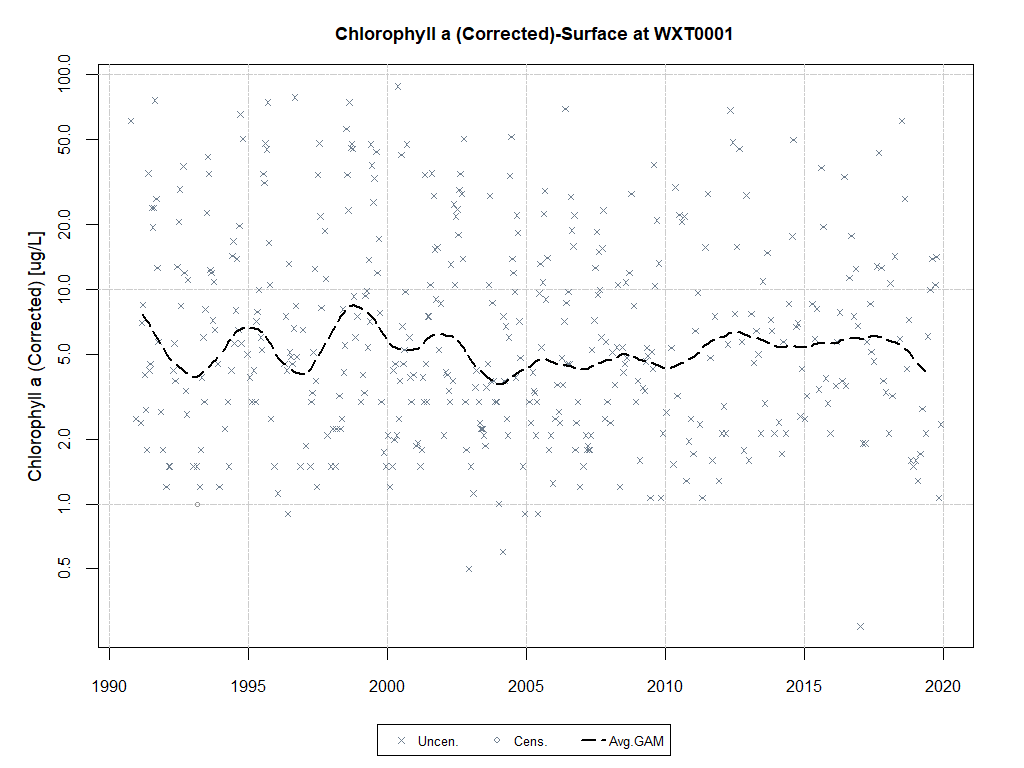 Chlorophyll a (Corrected)-Surface at WXT0001
Chlorophyll a (Corrected) [ug/L]
100.0
50.0
20.0
10.0
5.0
2.0
1.0
0.5
1990 1995 2000 2005 2010 2015 2020
Uncen. Cens. Avg.GAM